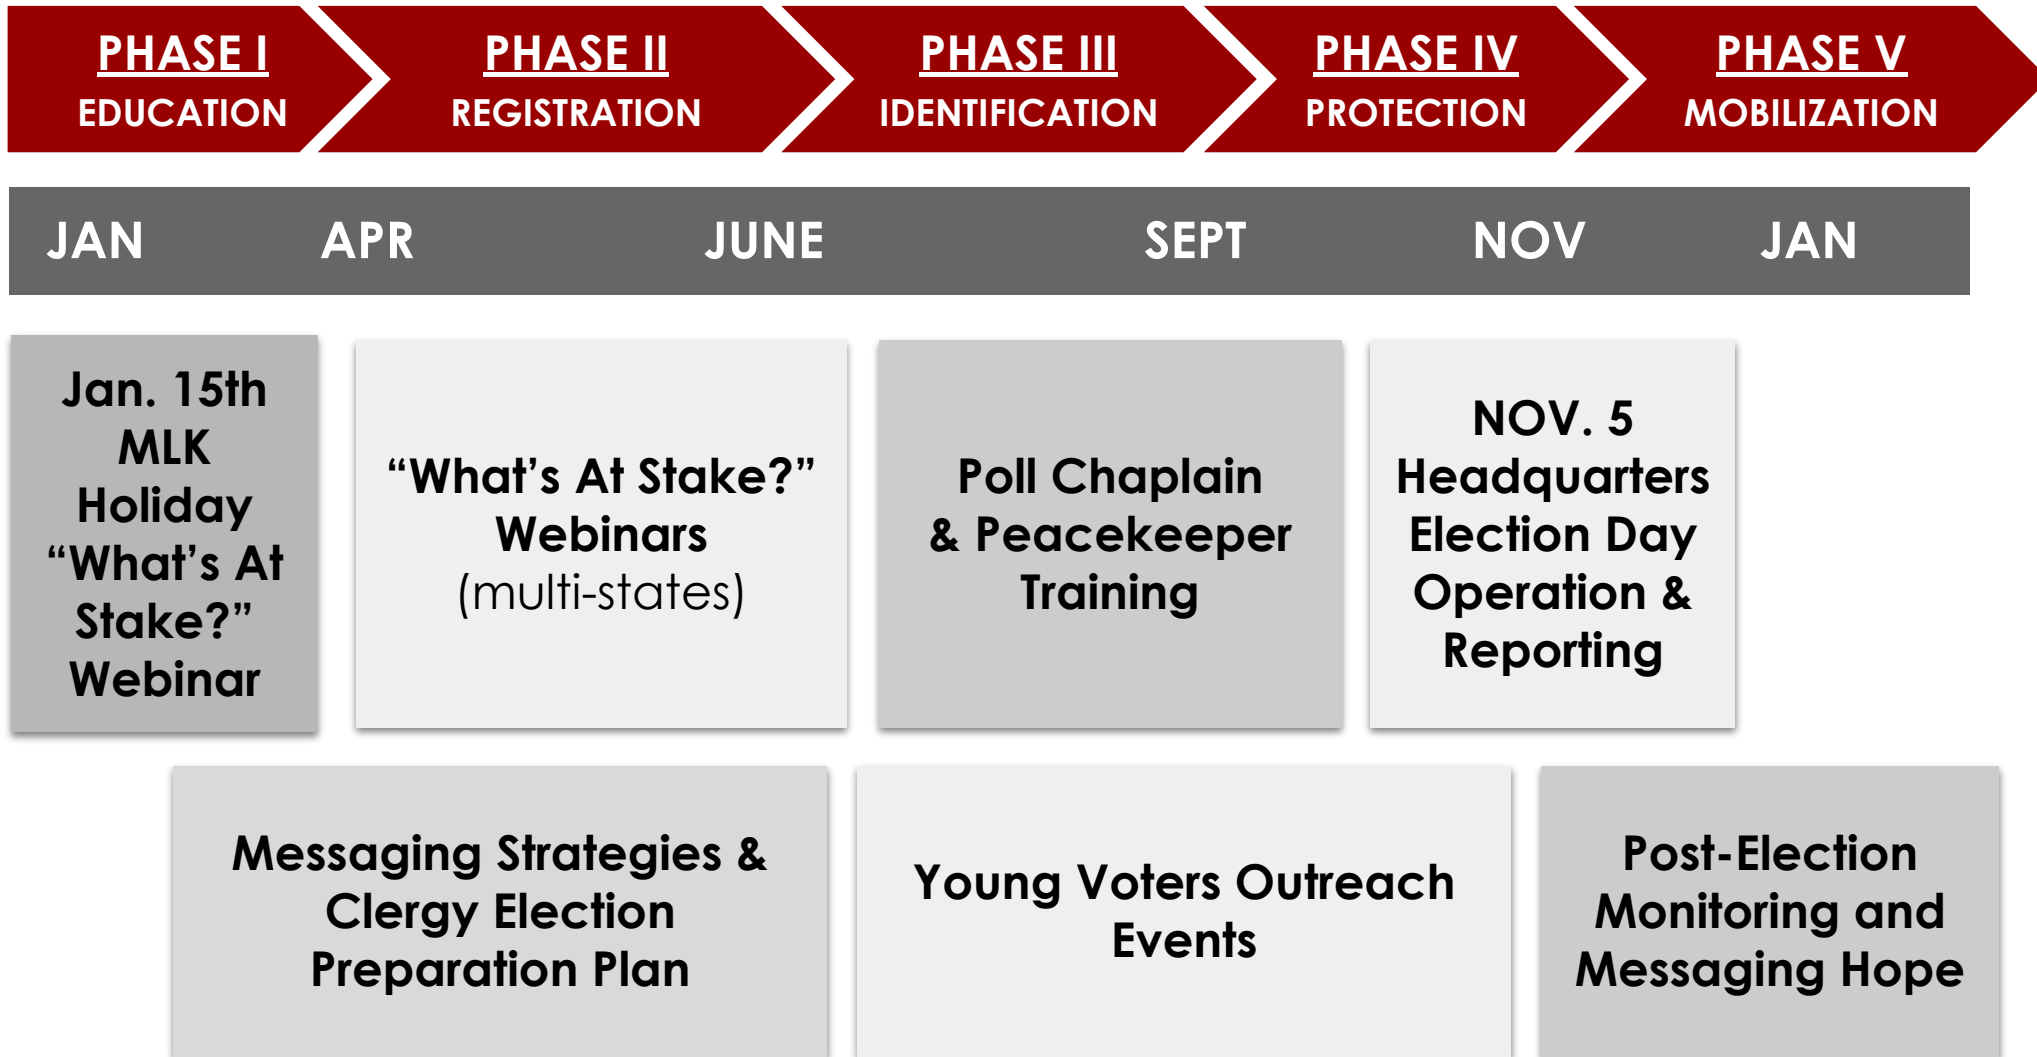 PHASE I
EDUCATION
PHASE II
REGISTRATION
PHASE III
IDENTIFICATION
PHASE IV
PROTECTION
PHASE V
MOBILIZATION
JAN
APR
JUNE
SEPT
NOV
JAN
Jan. 15th
MLK
Holiday
“What’s At
Stake?”
Webinar
“What’s At Stake?”
Webinars
(multi-states)
Poll Chaplain
& Peacekeeper
Training
NOV. 5
Headquarters
Election Day
Operation &
Reporting
Messaging Strategies &
Clergy Election
Preparation Plan
Young Voters Outreach
Events
Post-Election
Monitoring and
Messaging Hope